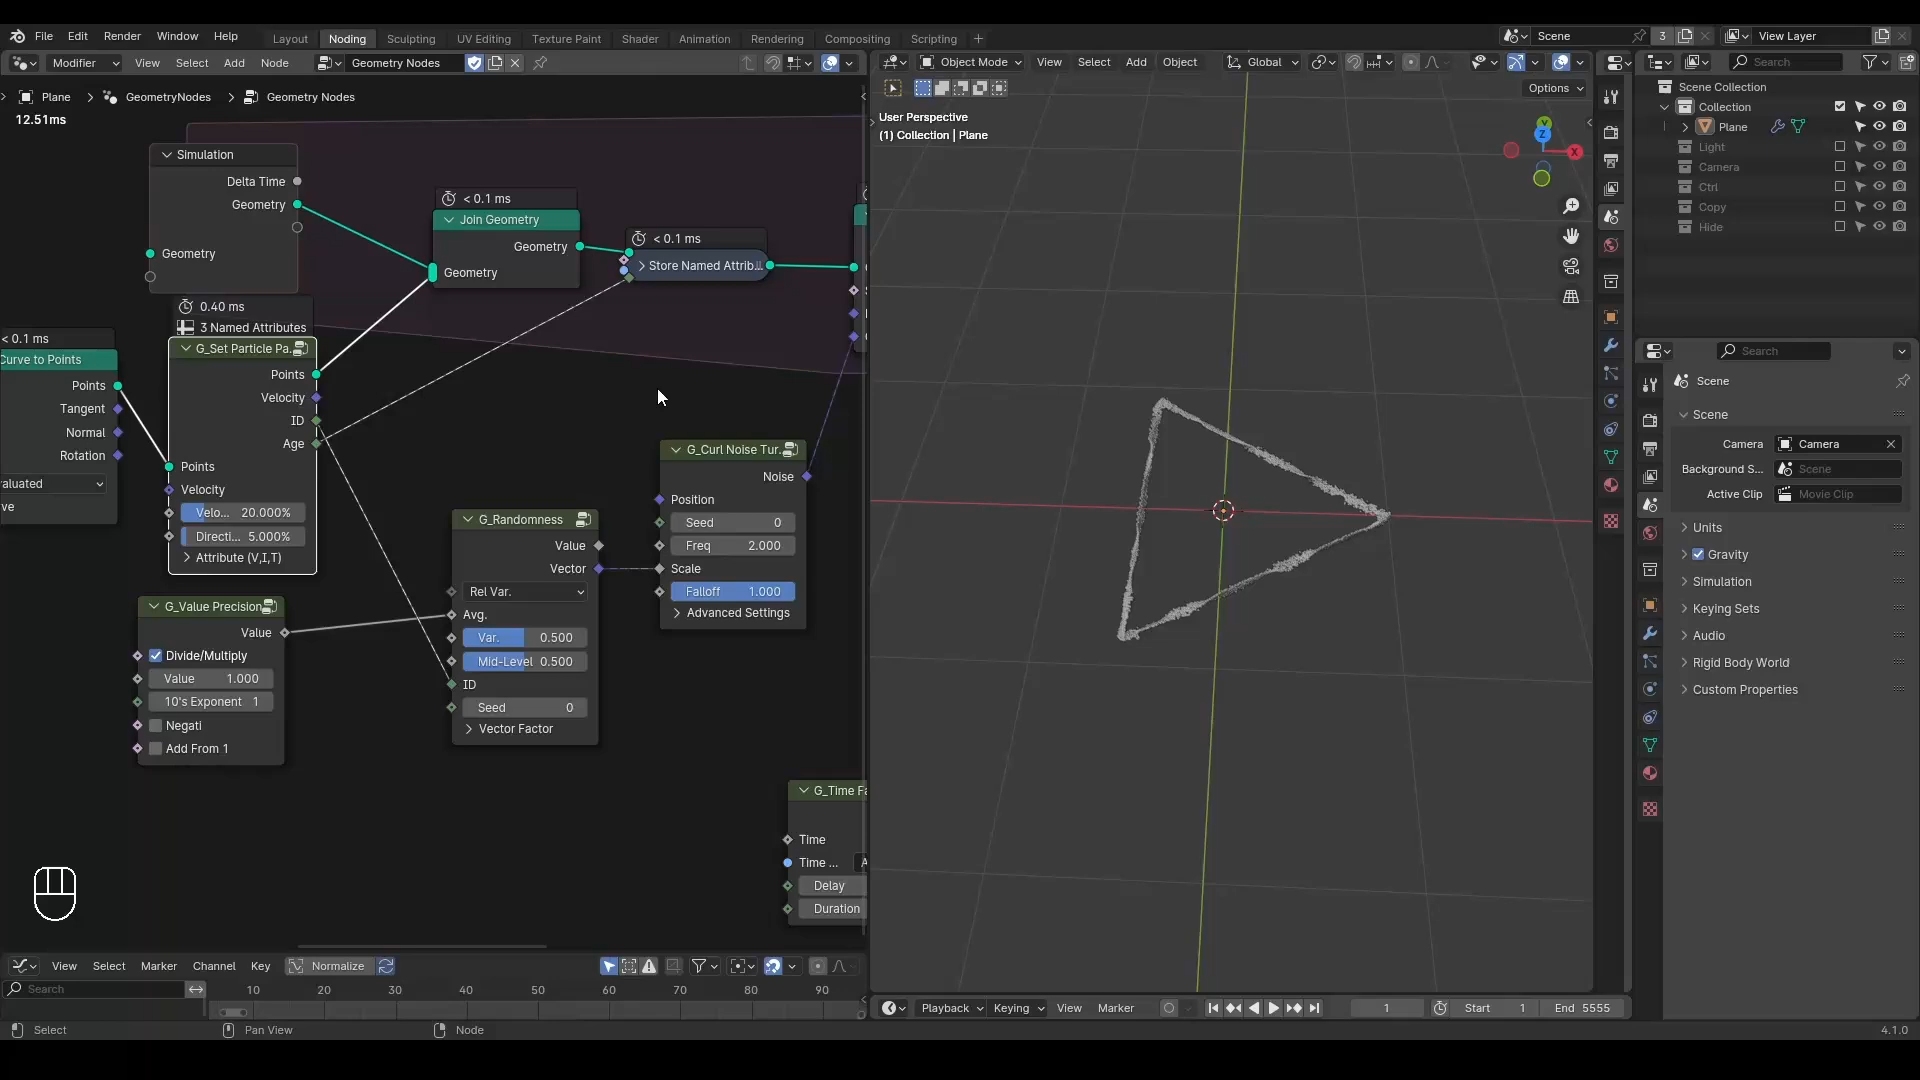 File Edit Render Window Help
Layout Noding Sculpting UV Editing Texture Paint Shader Animation Rendering Compositing Scripting +
Scene 3 View Layer
Modifier View Select Add Node Geometry Nodes
Object Mode View Select Add Object Global
Search
Options
Plane GeometryNodes Geometry Nodes
12.51ms
Simulation
Delta Time
Geometry
Geometry
< 0.1 ms
Join Geometry
Geometry
Geometry
< 0.1 ms
Store Named Attrib..
0.40 ms
3 Named Attributes
G_Set Particle Pa..
Points
Velocity
ID
Age
Points
Velocity
Velo... 20.000%
Directi... 5.000%
Attribute (V,I,T)
< 0.1 ms
Curve to Points
Points
Tangent
Normal
Rotation
aluated
ve
G_Value Precision
Value
Divide/Multiply
Value 1.000
10's Exponent 1
Negati
Add From 1
G_Randomness
Value
Vector
Rel Var.
Avg.
Var. 0.500
Mid-Level 0.500
ID
Seed 0
Vector Factor
G_Curl Noise Tur..
Noise
Position
Seed 0
Freq 2.000
Scale
Falloff 1.000
Advanced Settings
G_Time Fa
Time
Time ... A
Delay
Duration
User Perspective
(1) Collection | Plane
Y
Z
X
Scene Collection
Collection
Plane
Light
Camera
Ctrl
Copy
Hide
Search
Scene
Scene
Camera Camera
Background S... Scene
Active Clip Movie Clip
Units
Gravity
Simulation
Keying Sets
Audio
Rigid Body World
Custom Properties
View Select Marker Channel Key Normalize
Search
10 20 30 40 50 60 70 80 90
Playback Keying View Marker 1 Start 1 End 5555
Select Pan View Node 4.1.0